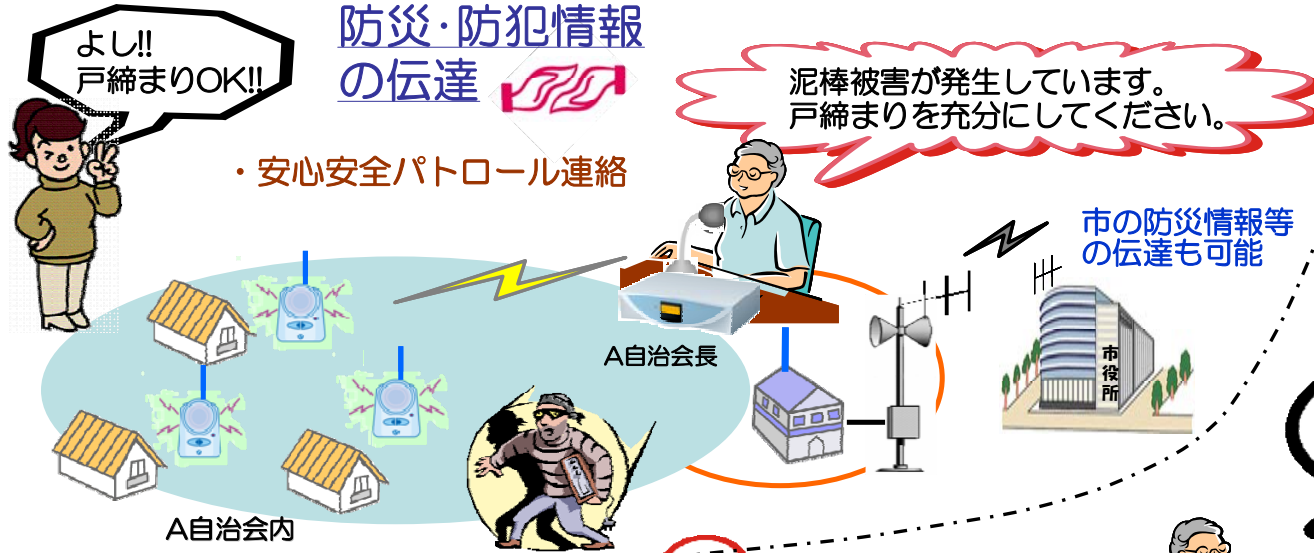 よし!!
戸締まりOK!!
防災･防犯情報
の伝達
泥棒被害が発生しています。
戸締まりを充分にしてください。
・安心安全パトロール連絡
市の防災情報等
の伝達も可能
A自治会長
市役所
A自治会内